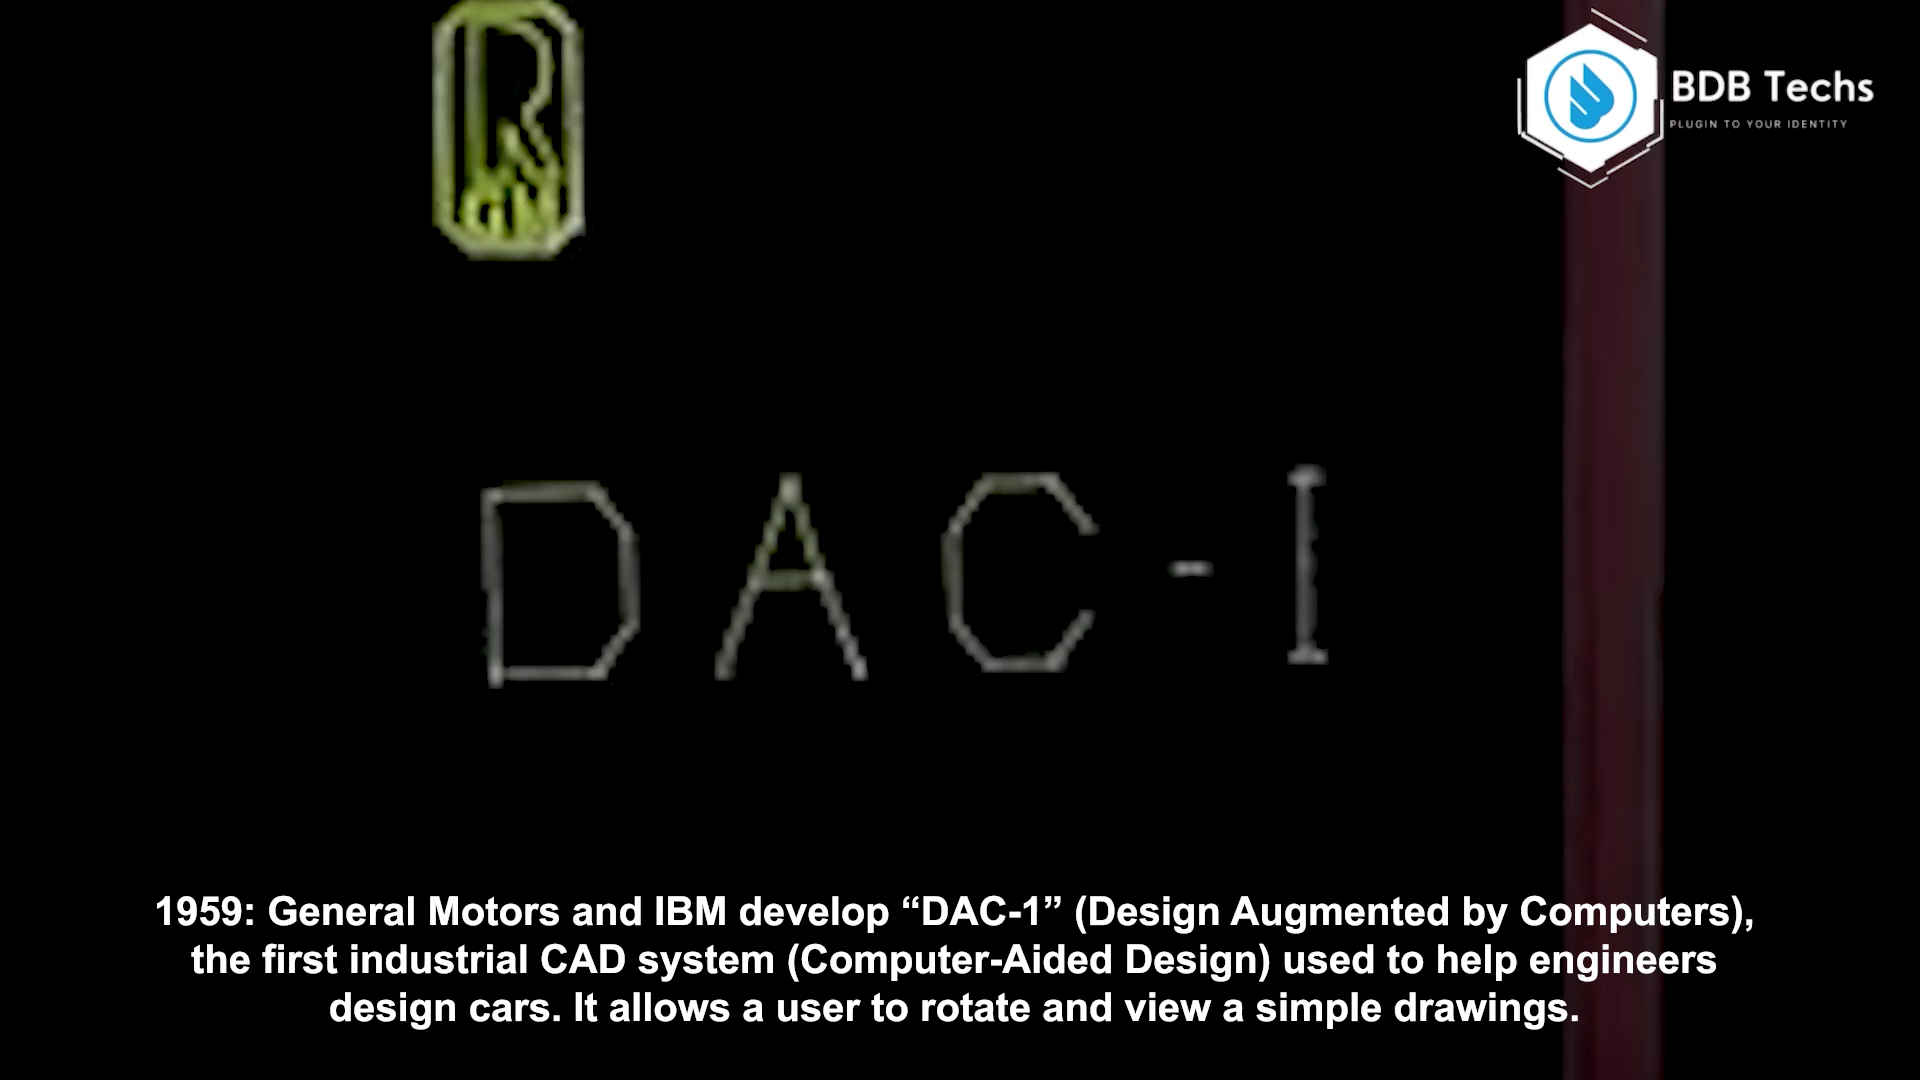 R
GM
BDB Techs
PLUGIN TO YOUR IDENTITY
DAC-I
1959: General Motors and IBM develop “DAC-1” (Design Augmented by Computers),
the first industrial CAD system (Computer-Aided Design) used to help engineers
design cars. It allows a user to rotate and view a simple drawings.